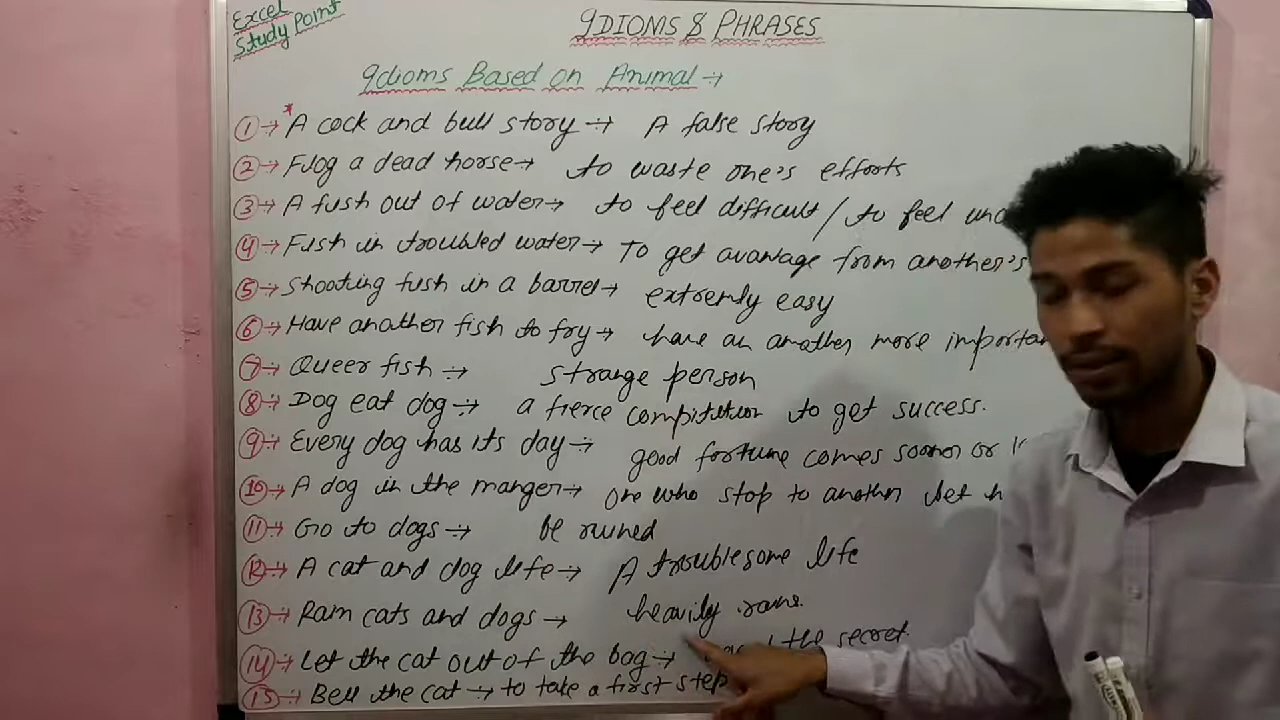 Excel
Study Point
IDIOMS & PHRASES
Idioms Based on Animal →
① → * A cock and bull story → A false story
② → Flog a dead horse → to waste one's efforts
③ → A fish out of water → to feel difficult / to feel
④ → Fish in troubled water → To get avantage from another's
⑤ → Shooting fish in a barrel → extremly easy
⑥ → Have another fish to fry → have an another more
⑦ → Queer fish → strange person
⑧ → Dog eat dog → a fierce compitition to get success.
⑨ → Every dog has its day → good fortune comes sooner or
⑩ → A dog in the manger → one who stop to another
⑪ → Go to dogs → be ruined
⑫ → A cat and dog life → A troublesome life
⑬ → Rain cats and dogs → heavily rains.
⑭ → Let the cat out of the bag → the secret.
⑮ → Bell the cat → to take a first step